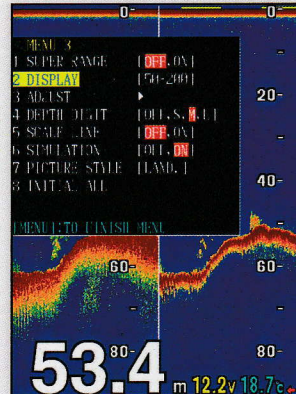 0 0
MENU 3
1 SUPER RANGE [OFF,ON]
2 DISPLAY [50-200]
3 ADJUST ▶
4 DEPTH DIGIT [OFF,S,M,L]
5 SCALE LINE [OFF,ON]
6 SIMULATION [OFF,ON]
7 PICTURE STYLE [LAND.]
8 INITIAL ALL
[MENU]:TO FINISH MENU
20-
40-
60- 60-
80- 80-
53.4 m 12.2v 18.7c